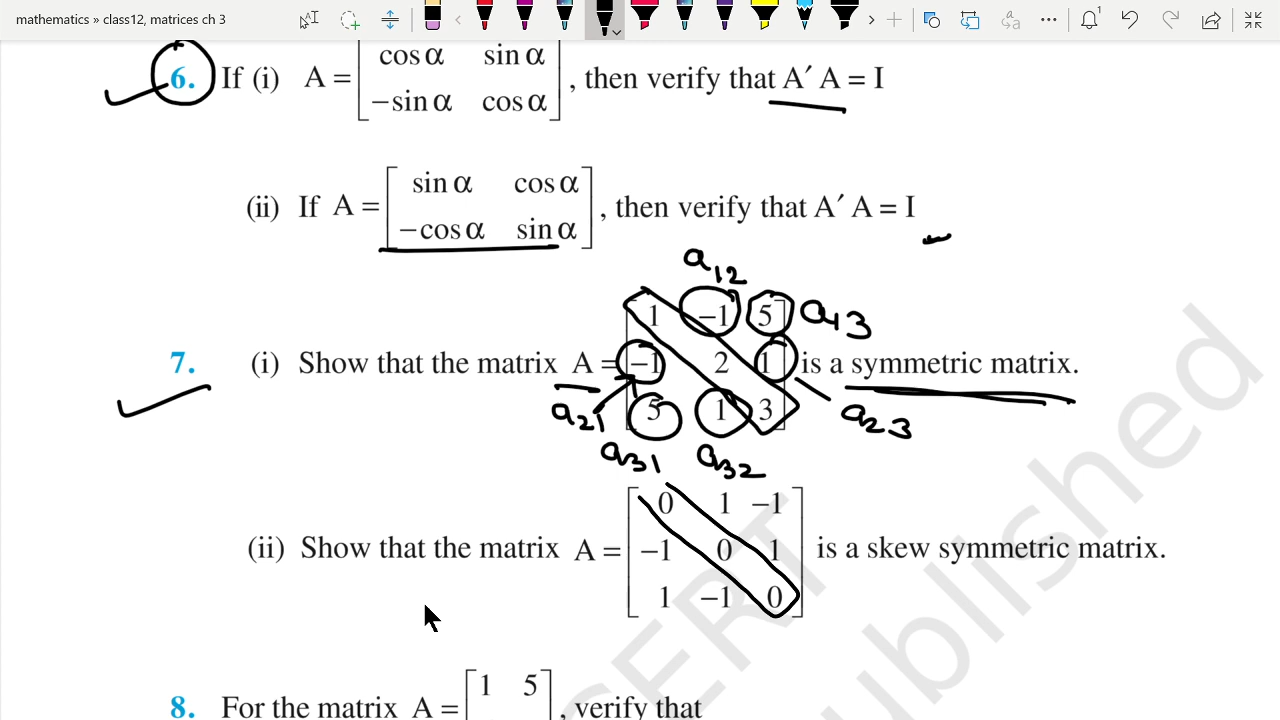 mathematics » class12, matrices ch 3
cos α sin α
6. If (i) A = , then verify that A′ A = I
−sin α cos α
sin α cos α
(ii) If A = , then verify that A′ A = I
−cos α sin α
a12
1 −1 5 a13
7. (i) Show that the matrix A = −1 2 1 is a symmetric matrix.
a21 5 1 3 a23
a31 a32
0 1 −1
(ii) Show that the matrix A = −1 0 1 is a skew symmetric matrix.
1 −1 0
1 5
8. For the matrix A = , verify that